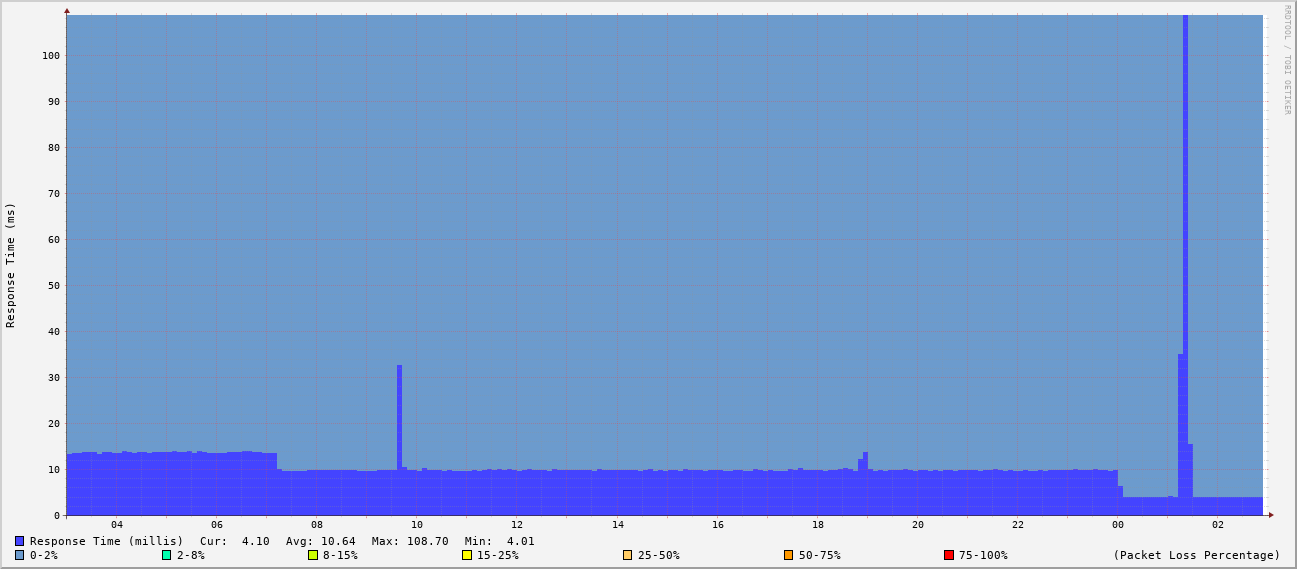 RRDTOOL / TOBI OETIKER
Response Time (ms)
100
90
80
70
60
50
40
30
20
10
0
04 06 08 10 12 14 16 18 20 22 00 02
Response Time (millis) Cur: 4.10 Avg: 10.64 Max: 108.70 Min: 4.01
0-2% 2-8% 8-15% 15-25% 25-50% 50-75% 75-100% (Packet Loss Percentage)